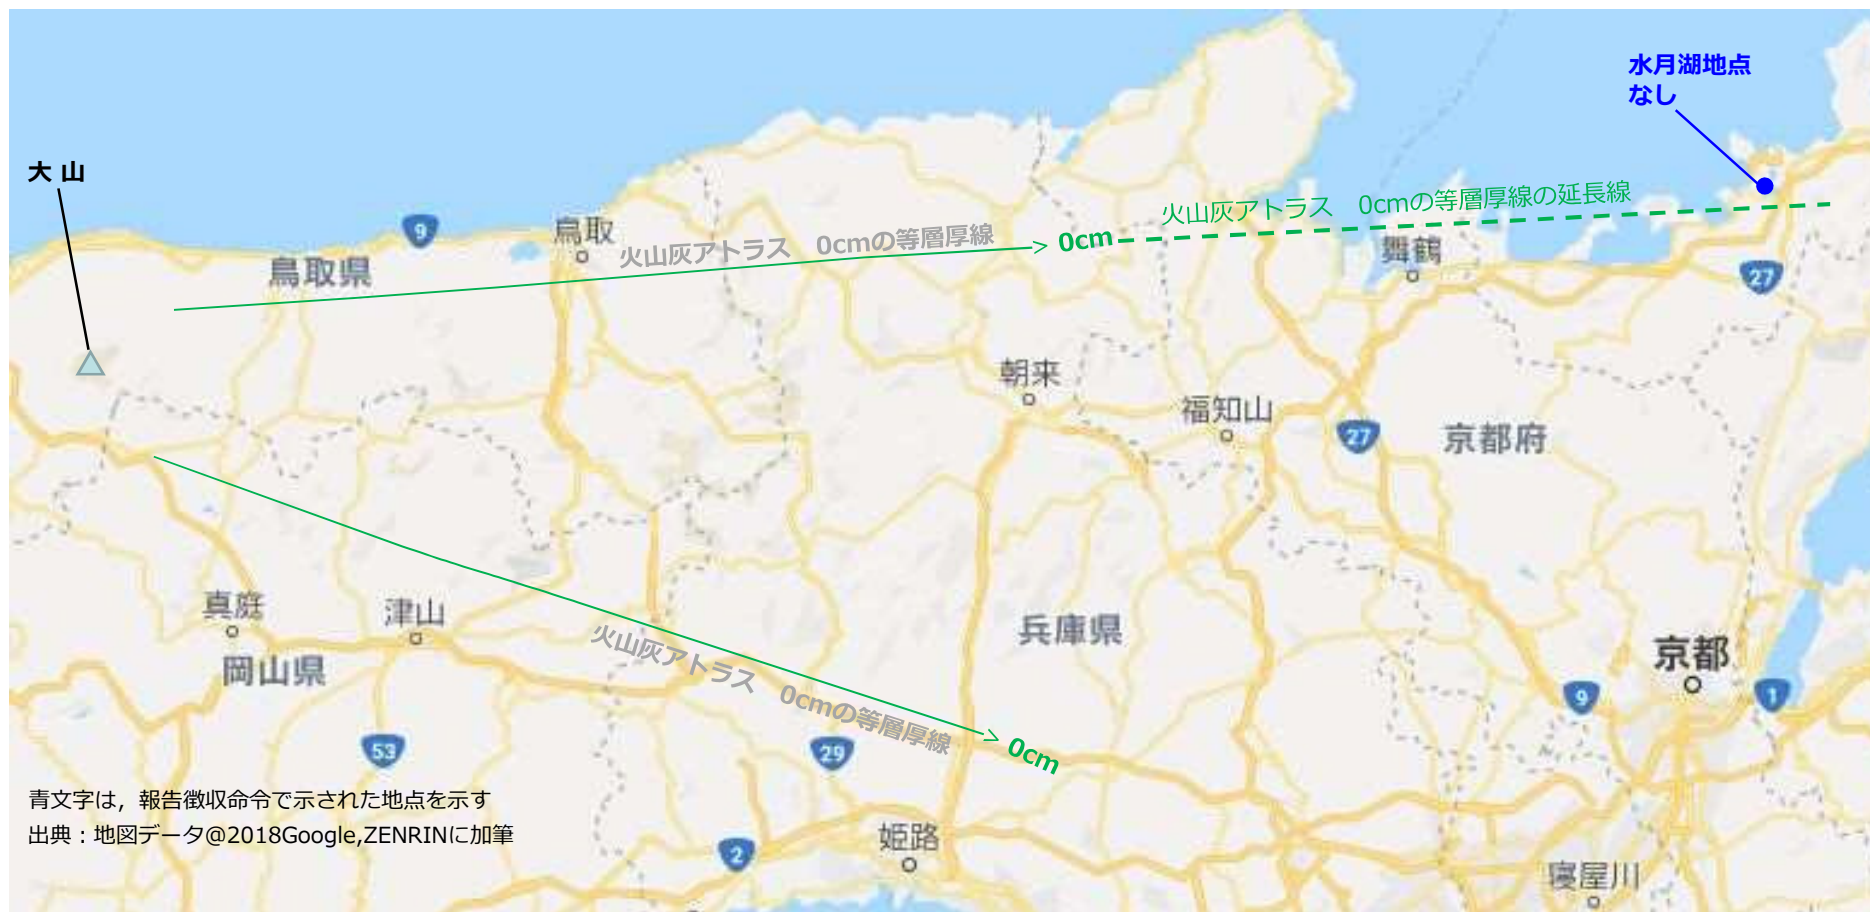 水月湖地点
なし
大 山
火山灰アトラス 0cmの等層厚線の延長線
9
鳥取
火山灰アトラス 0cmの等層厚線
0cm
舞鶴
鳥取県
27
朝来
福知山
27
京都府
真庭
津山
兵庫県
火山灰アトラス 0cmの等層厚線
0cm
岡山県
京都
9
1
53
29
青文字は，報告徴収命令で示された地点を示す
出典：地図データ@2018Google,ZENRINに加筆
姫路
2
寝屋川